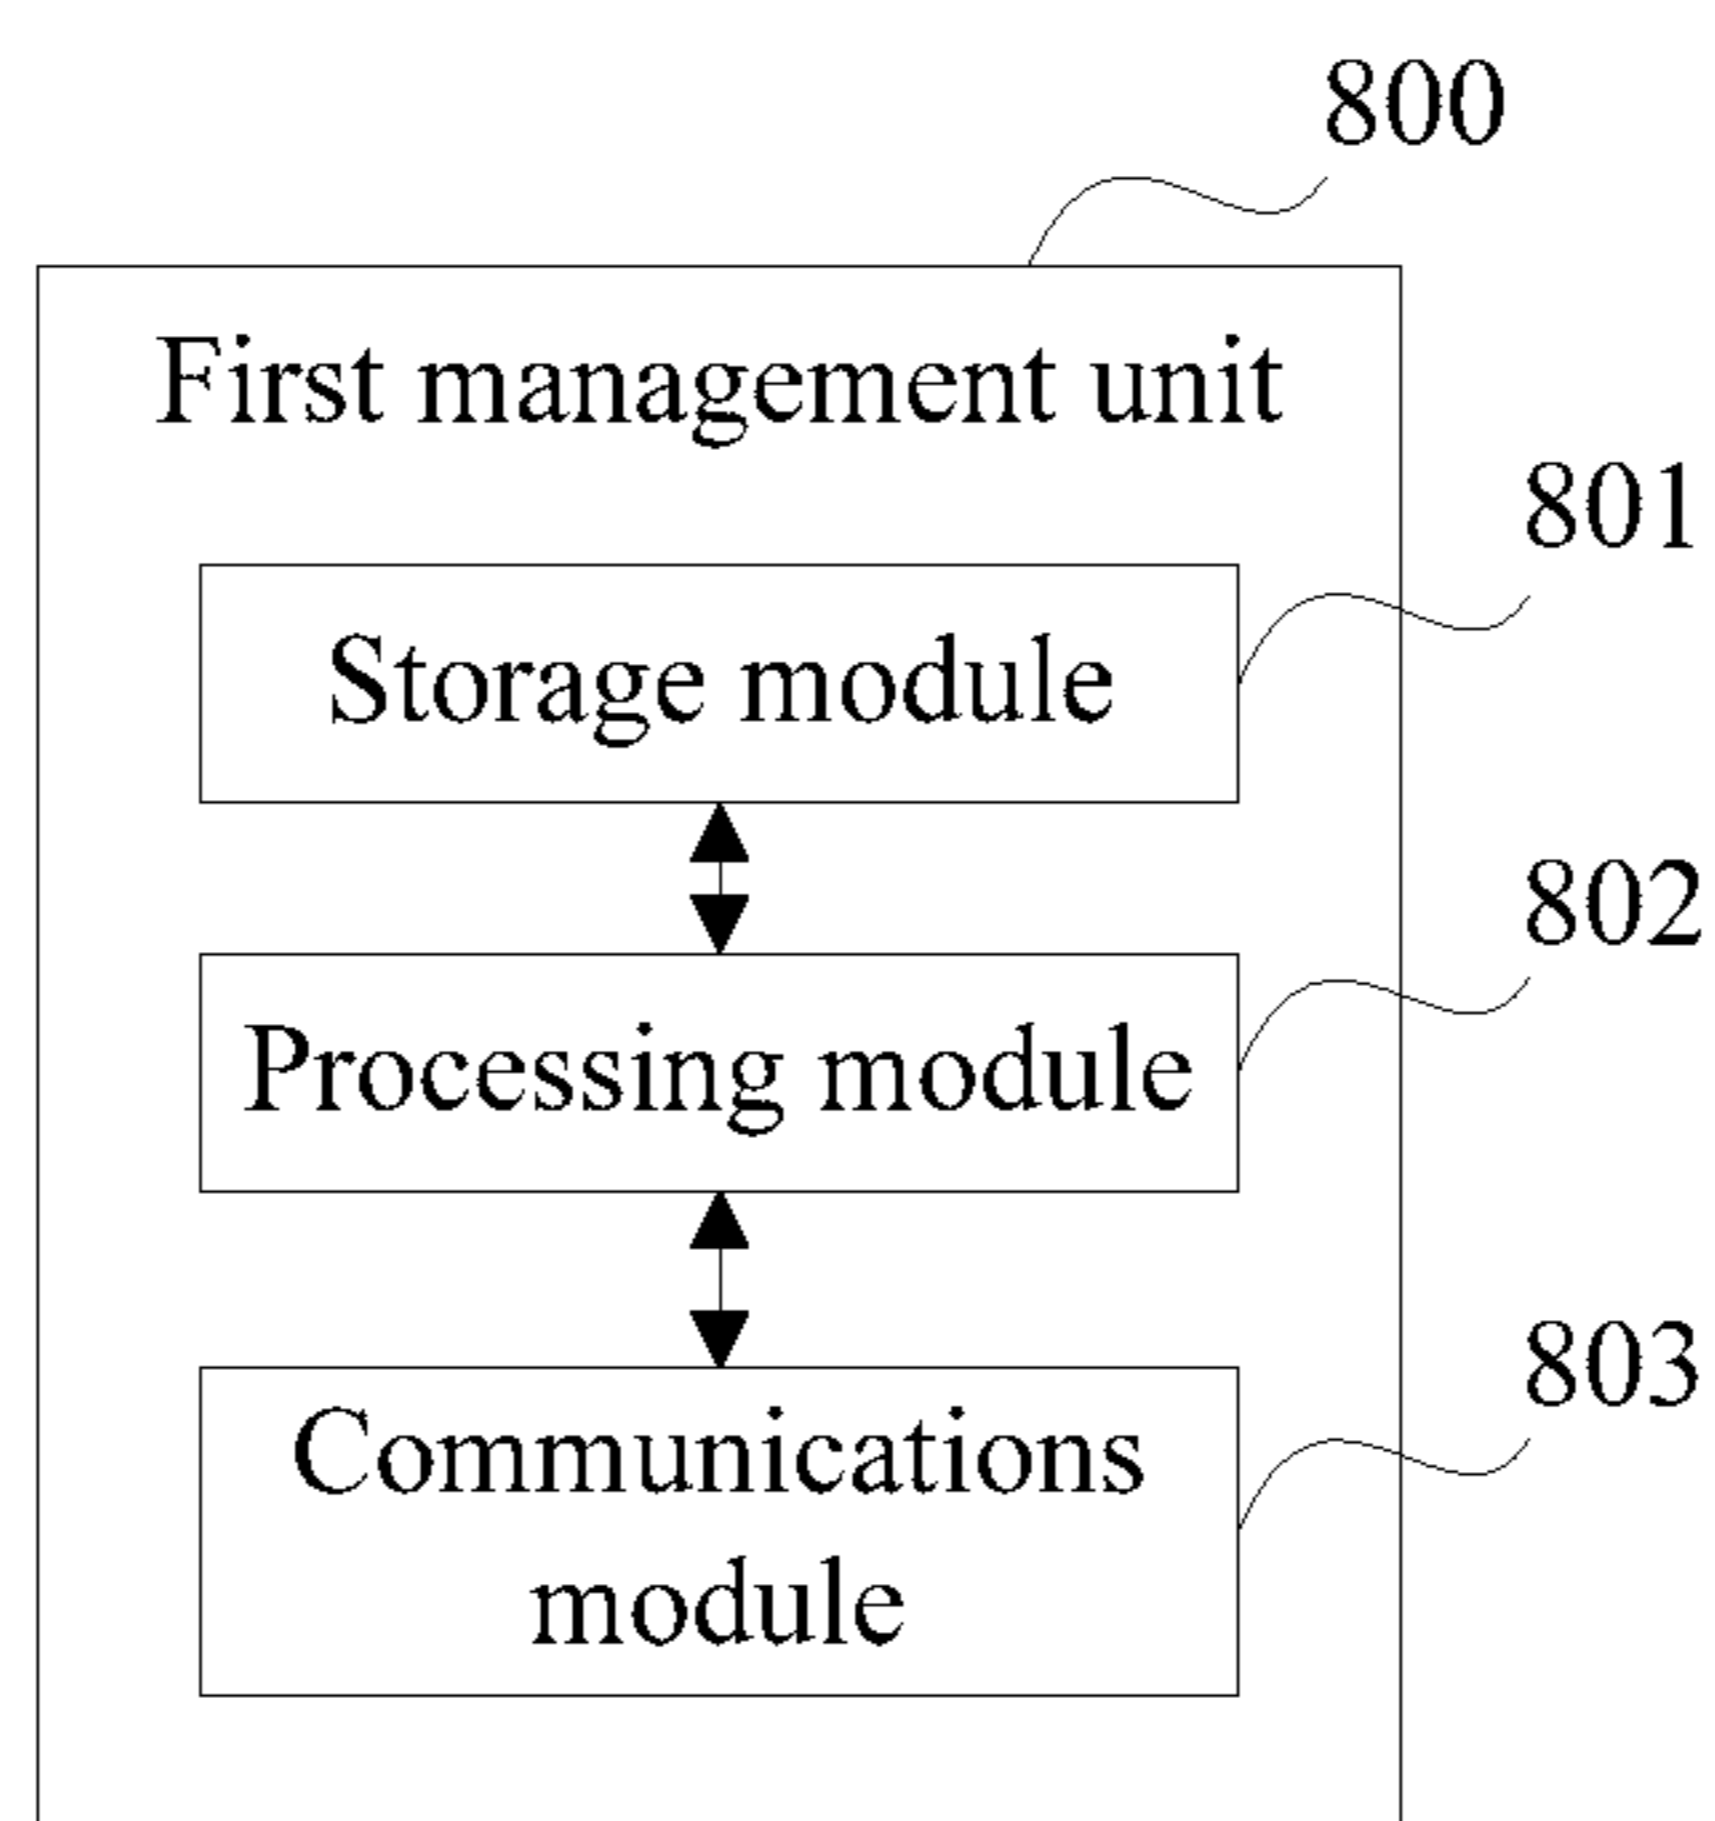 800
First management unit
801
Storage module
802
Processing module
803
Communications
module